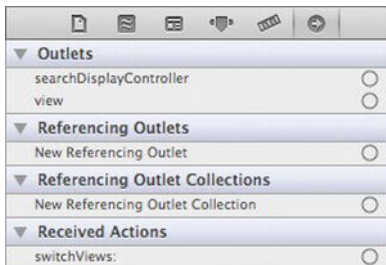 Outlets
searchDisplayController
view
Referencing Outlets
New Referencing Outlet
Referencing Outlet Collections
New Referencing Outlet Collection
Received Actions
switchViews: